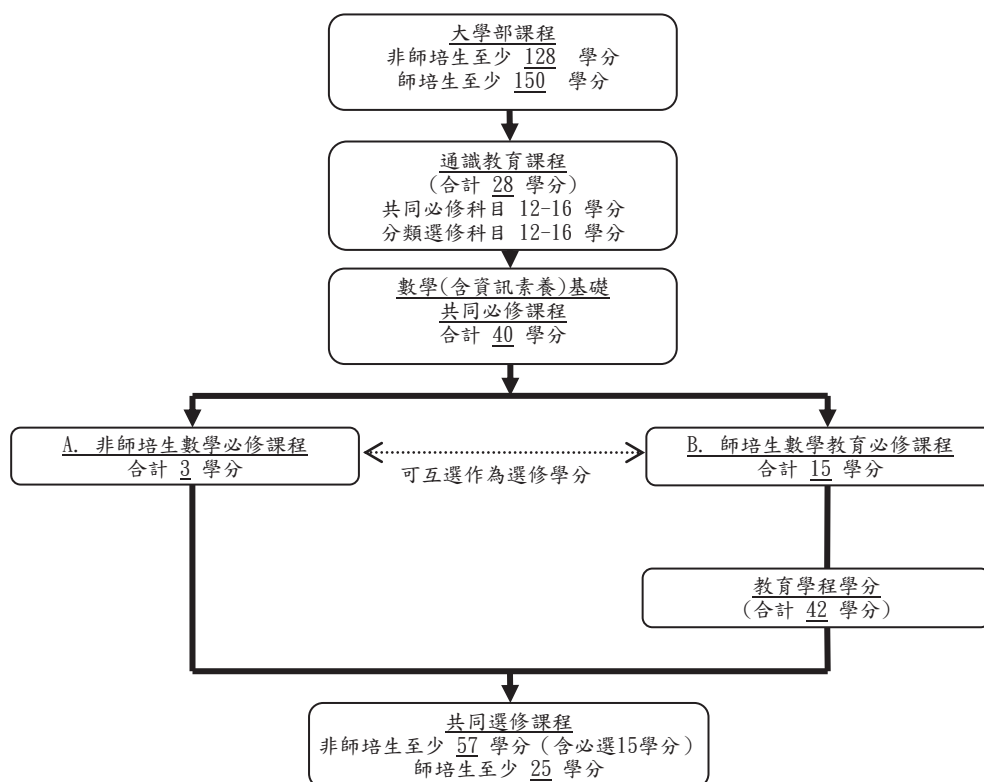 大學部課程
非師培生至少 128 學分
師培生至少 150 學分
通識教育課程
(合計 28 學分)
共同必修科目 12-16 學分
分類選修科目 12-16 學分
數學(含資訊素養)基礎
共同必修課程
合計 40 學分
A. 非師培生數學必修課程
合計 3 學分
可互選作為選修學分
B. 師培生數學教育必修課程
合計 15 學分
教育學程學分
(合計 42 學分)
共同選修課程
非師培生至少 57 學分(含必選15學分)
師培生至少 25 學分